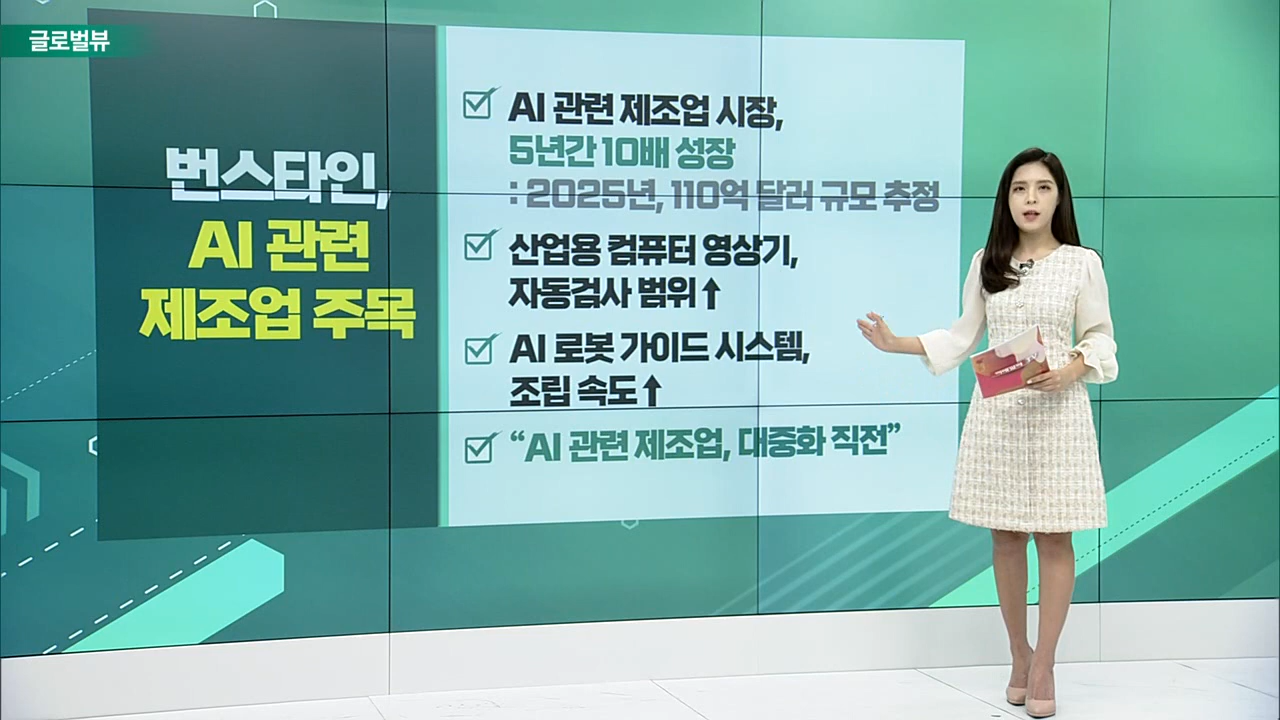 글로벌뷰
번스타인,
AI 관련
제조업 주목
AI 관련 제조업 시장,
5년간 10배 성장
: 2025년, 110억 달러 규모 추정
산업용 컴퓨터 영상기,
자동검사 범위↑
AI 로봇 가이드 시스템,
조립 속도↑
“AI 관련 제조업, 대중화 직전”